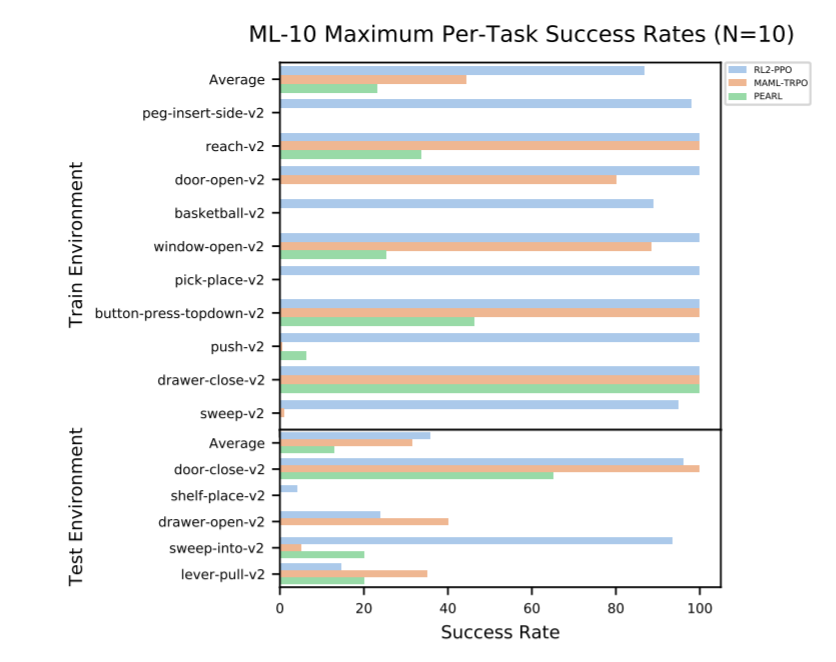 ML-10 Maximum Per-Task Success Rates (N=10)
RL2-PPO
MAML-TRPO
PEARL
Train Environment
Average
peg-insert-side-v2
reach-v2
door-open-v2
basketball-v2
window-open-v2
pick-place-v2
button-press-topdown-v2
push-v2
drawer-close-v2
sweep-v2
Test Environment
Average
door-close-v2
shelf-place-v2
drawer-open-v2
sweep-into-v2
lever-pull-v2
0 20 40 60 80 100
Success Rate